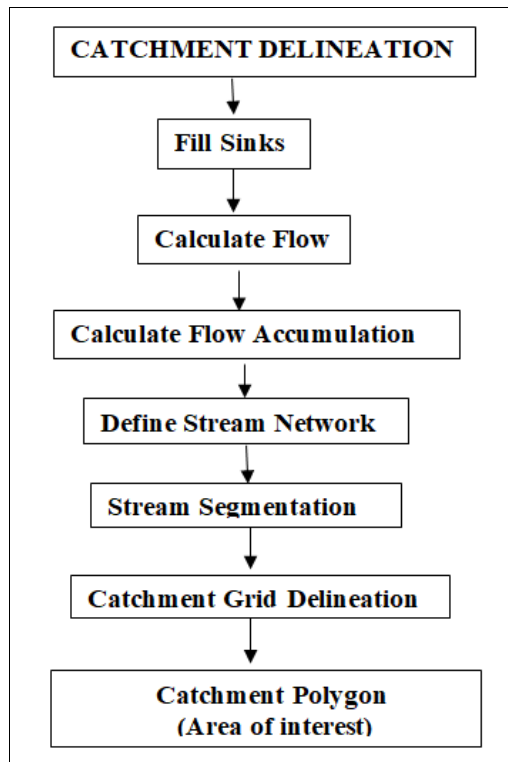 CATCHMENT DELINEATION
Fill Sinks
Calculate Flow
Calculate Flow Accumulation
Define Stream Network
Stream Segmentation
Catchment Grid Delineation
Catchment Polygon
(Area of interest)